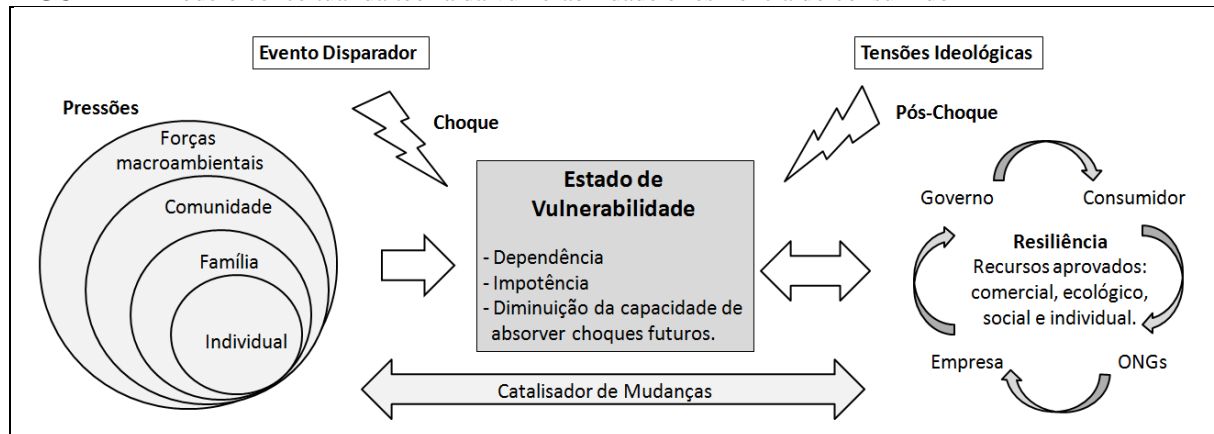 Evento Disparador
Tensões Ideológicas
Pressões
Choque
Pós-Choque
Forças
macroambientais
Comunidade
Família
Individual
Estado de
Vulnerabilidade
- Dependência
- Impotência
- Diminuição da capacidade de
absorver choques futuros.
Governo
Consumidor
Resiliência
Recursos aprovados:
comercial, ecológico,
social e individual.
Empresa
ONGs
Catalisador de Mudanças